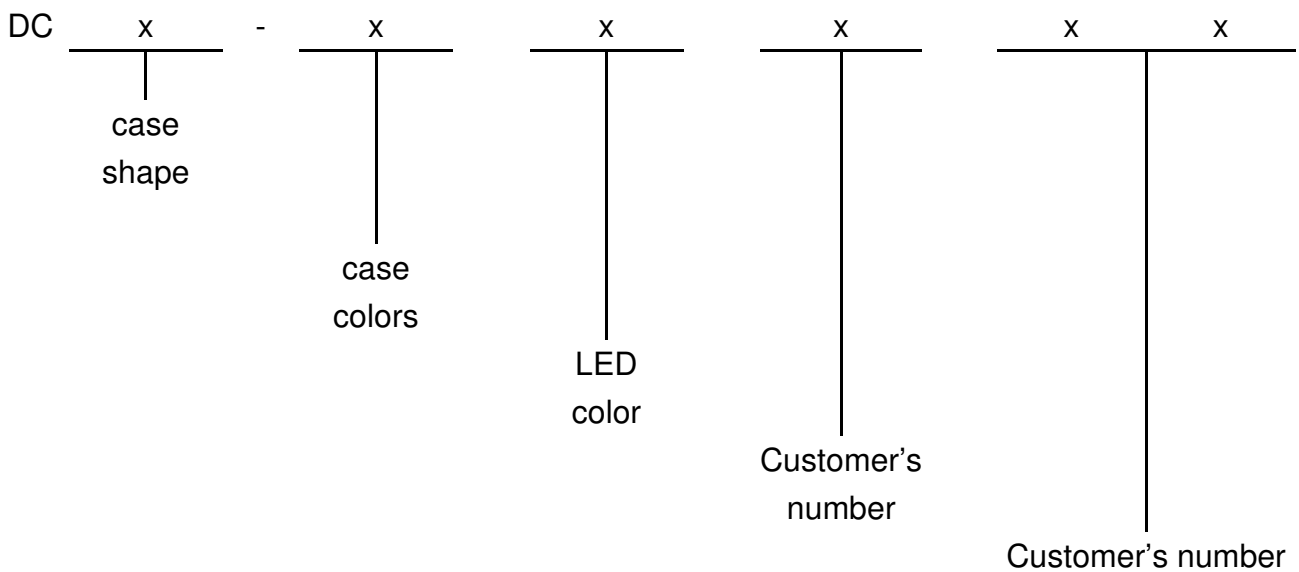 DC x - x x x x x
case
shape
case
colors
LED
color
Customer's
number
Customer's number